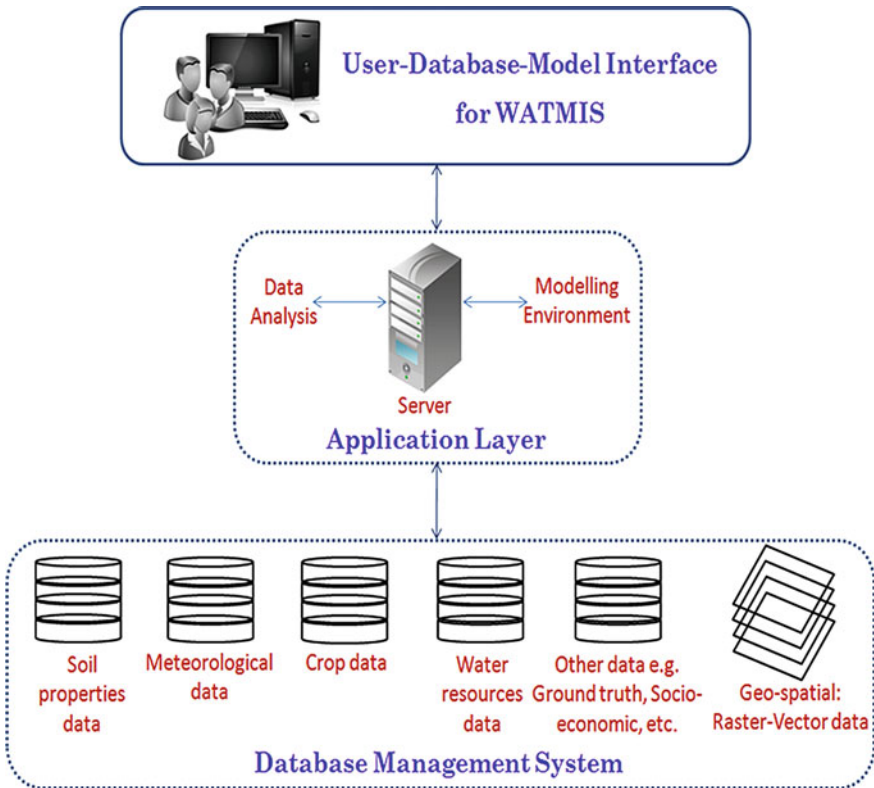 User-Database-Model Interface
for WATMIS
Data
Analysis
Modelling
Environment
Server
Application Layer
Soil
properties
data
Meteorological
data
Crop data
Water
resources
data
Other data e.g.
Ground truth, Socio-
economic, etc.
Geo-spatial:
Raster-Vector data
Database Management System